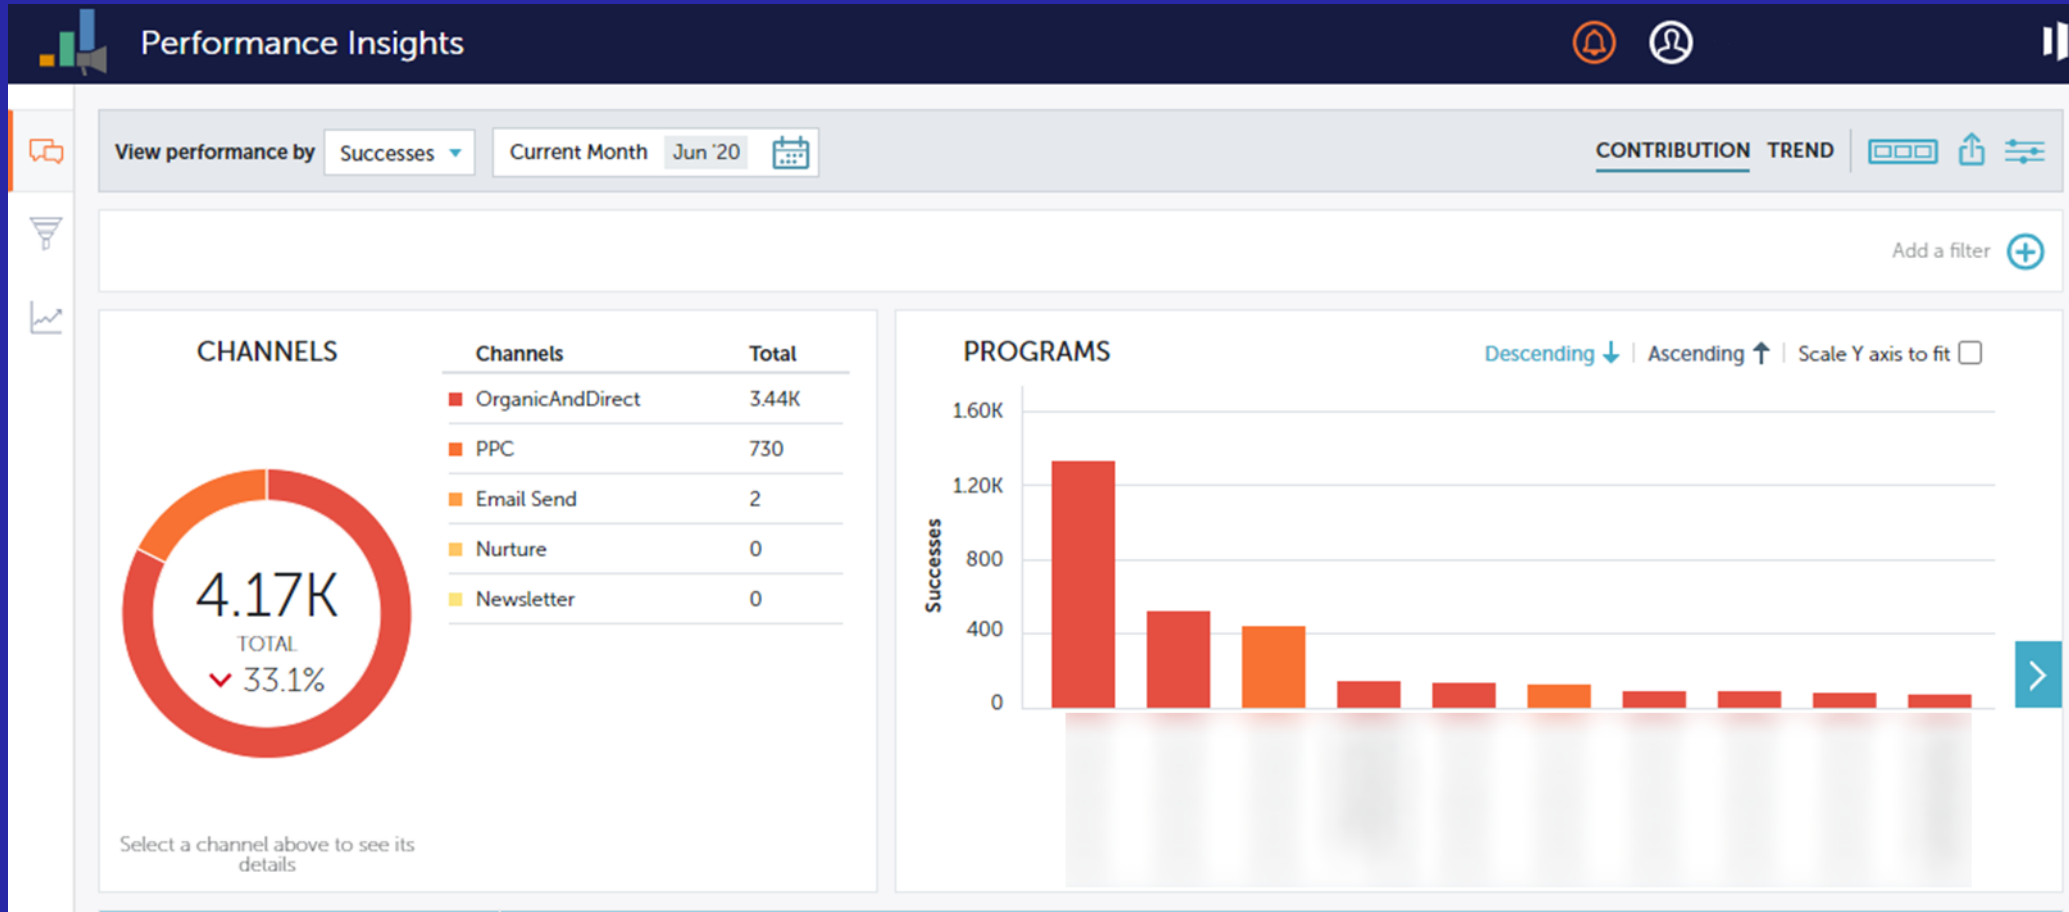 Performance Insights
View performance by Successes Current Month Jun '20 CONTRIBUTION TREND
Add a filter
CHANNELS
Channels Total
OrganicAndDirect 3.44K
PPC 730
Email Send 2
Nurture 0
Newsletter 0
4.17K
TOTAL
33.1%
Select a channel above to see its
details
PROGRAMS
Descending Ascending Scale Y axis to fit
Successes
1.60K
1.20K
800
400
0